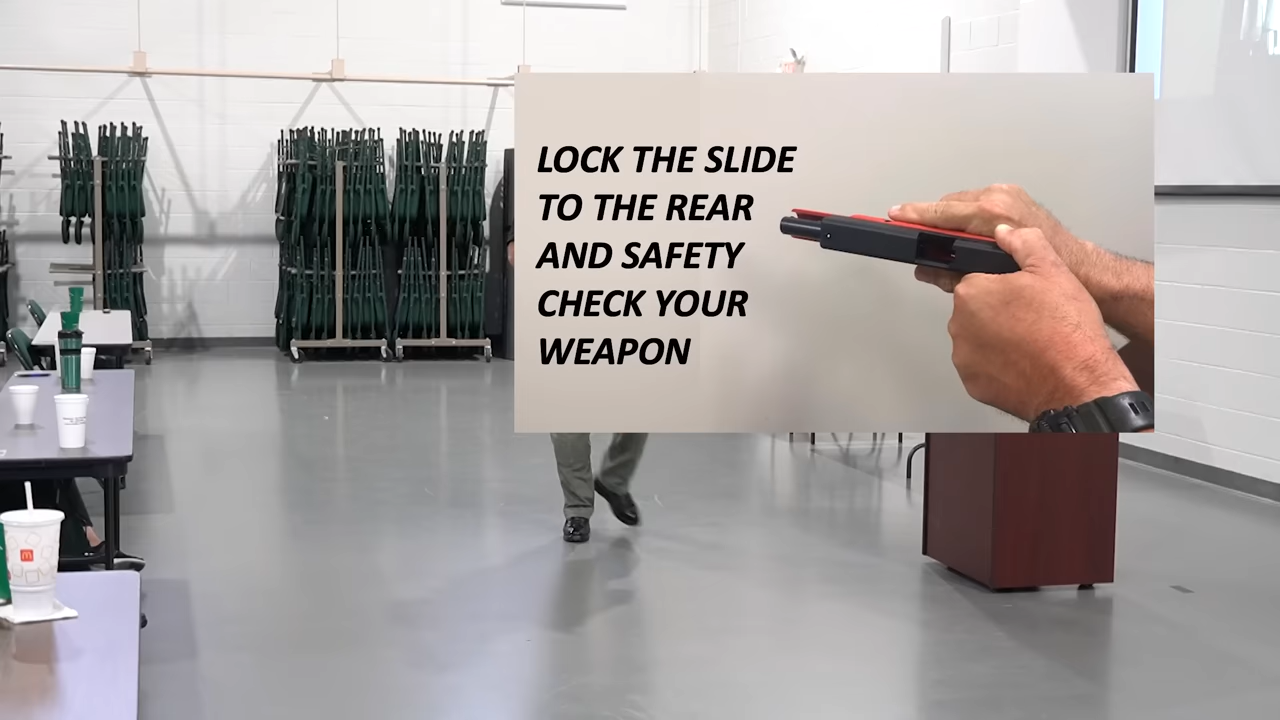 LOCK THE SLIDE
TO THE REAR
AND SAFETY
CHECK YOUR
WEAPON